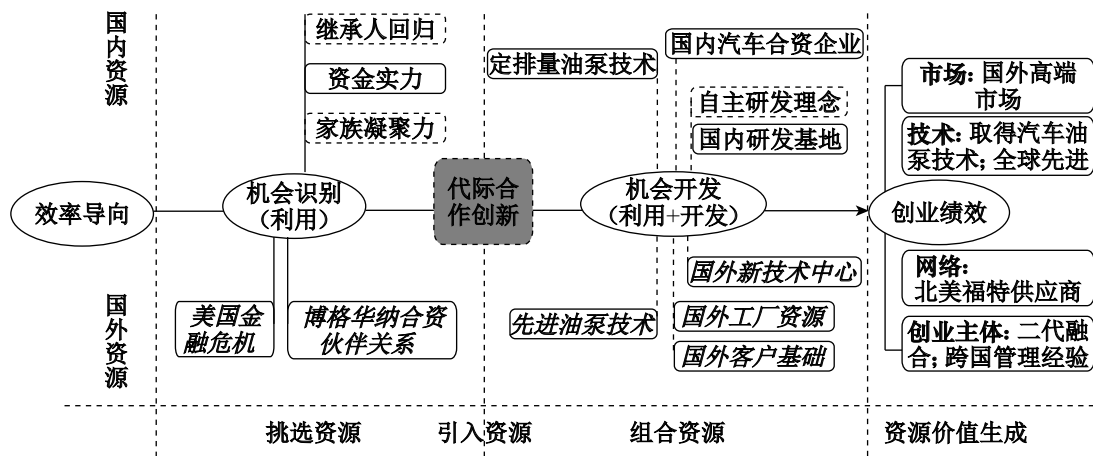 国内资源
继承人回归
资金实力
家族凝聚力
定排量油泵技术
国内汽车合资企业
自主研发理念
国内研发基地
市场：国外高端
市场
技术：取得汽车油
泵技术；全球先进
效率导向
机会识别
（利用）
代际合
作创新
机会开发
（利用+开发）
创业绩效
国外资源
美国金
融危机
博格华纳合资
伙伴关系
先进油泵技术
国外新技术中心
国外工厂资源
国外客户基础
网络：
北美福特供应商
创业主体：二代融
合；跨国管理经验
挑选资源
引入资源
组合资源
资源价值生成